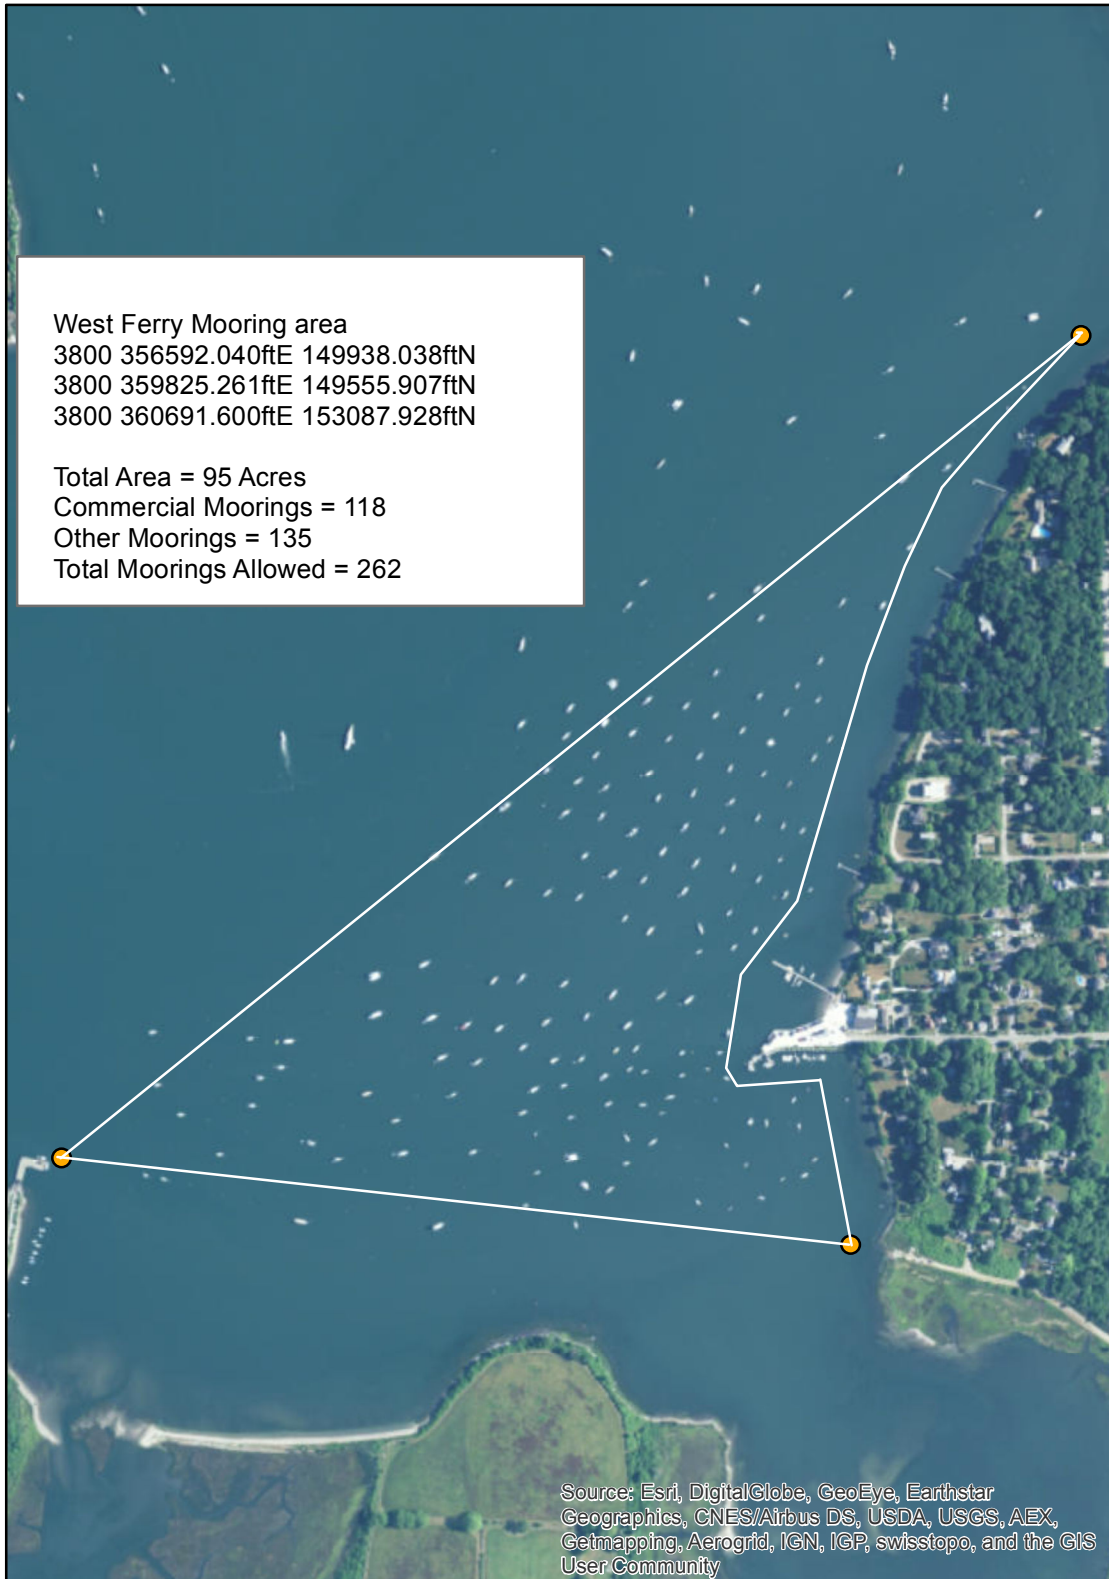 West Ferry Mooring area
3800 356592.040ftE 149938.038ftN
3800 359825.261ftE 149555.907ftN
3800 360691.600ftE 153087.928ftN
Total Area = 95 Acres
Commercial Moorings = 118
Other Moorings = 135
Total Moorings Allowed = 262
Source: Esri, DigitalGlobe, GeoEye, Earthstar
Geographics, CNES/Airbus DS, USDA, USGS, AEX,
Getmapping, Aerogrid, IGN, IGP, swisstopo, and the GIS
User Community